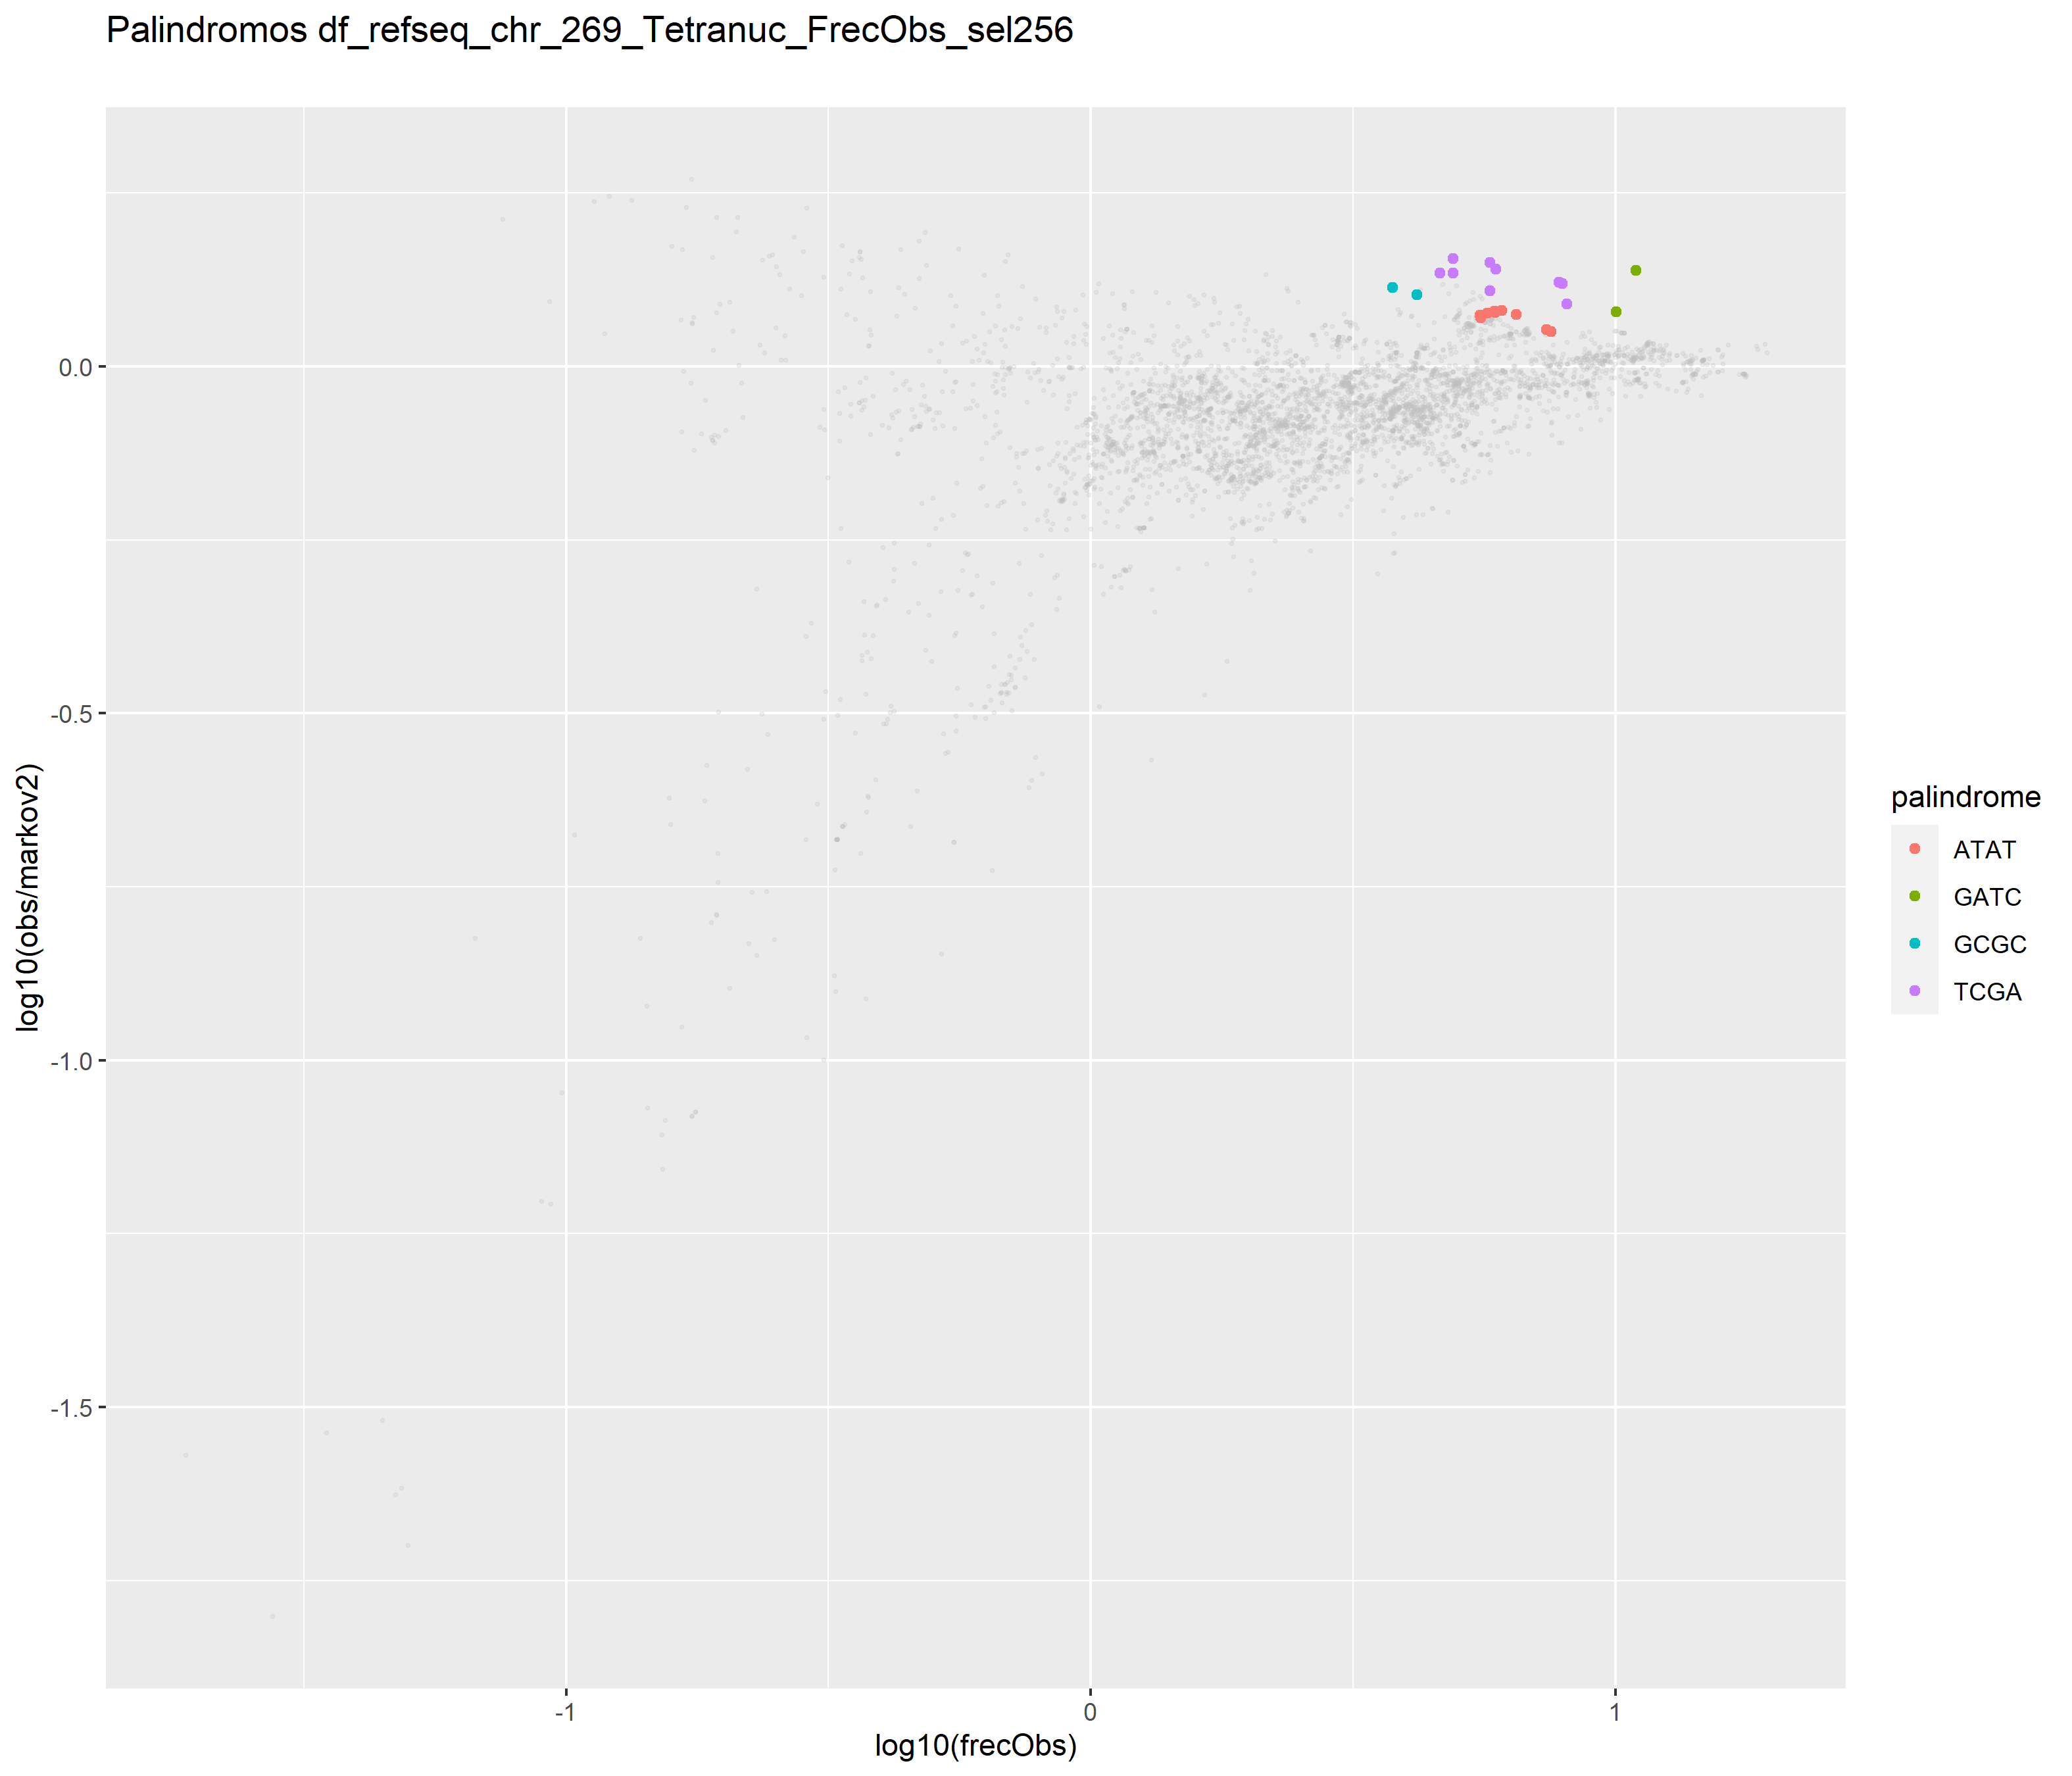 Palindromos df_refseq_chr_269_Tetranuc_FrecObs_sel256
log10(obs/markov2)
0.0
-0.5
-1.0
-1.5
-1
0
1
log10(frecObs)
palindrome
ATAT
GATC
GCGC
TCGA